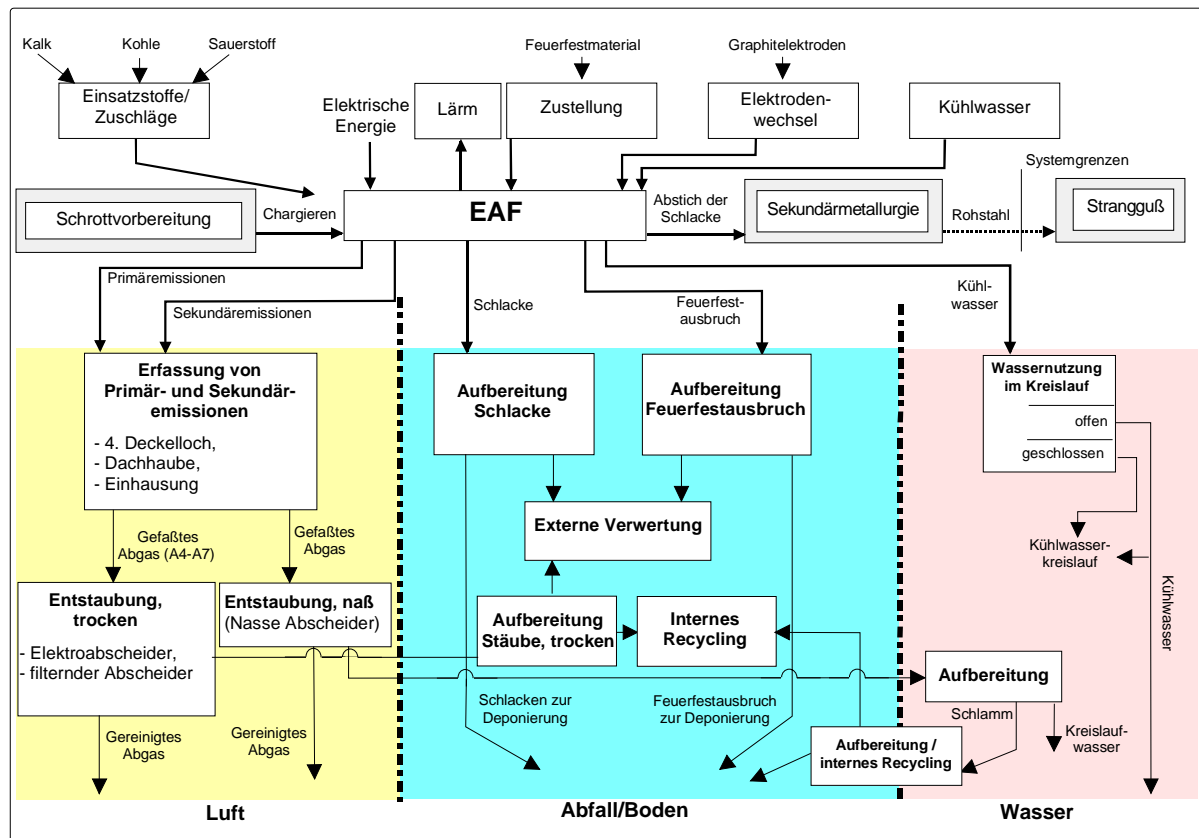 Kalk
Kohle
Sauerstoff
Feuerfestmaterial
Graphitelektroden
Einsatzstoffe/
Zuschläge
Elektrische
Energie
Lärm
Zustellung
Elektroden-
wechsel
Kühlwasser
Systemgrenzen
Schrottvorbereitung
Chargieren
EAF
Abstich der
Schlacke
Sekundärmetallurgie
Rohstahl
Strangguß
Primäremissionen
Sekundäremissionen
Schlacke
Feuerfest-
ausbruch
Kühl-
wasser
Erfassung von
Primär- und Sekundär-
emissionen
- 4. Deckelloch,
- Dachhaube,
- Einhausung
Aufbereitung
Schlacke
Aufbereitung
Feuerfestausbruch
Wassernutzung
im Kreislauf
offen
geschlossen
Gefaßtes
Abgas (A4-A7)
Gefaßtes
Abgas
Externe Verwertung
Kühlwasser-
kreislauf
Kühlwasser
Entstaubung,
trocken
- Elektroabscheider,
- filternder Abscheider
Entstaubung, naß
(Nasse Abscheider)
Aufbereitung
Stäube, trocken
Internes
Recycling
Aufbereitung
Schlacken zur
Deponierung
Feuerfestausbruch
zur Deponierung
Schlamm
Kreislauf-
wasser
Gereinigtes
Abgas
Gereinigtes
Abgas
Aufbereitung /
internes Recycling
Luft
Abfall/Boden
Wasser